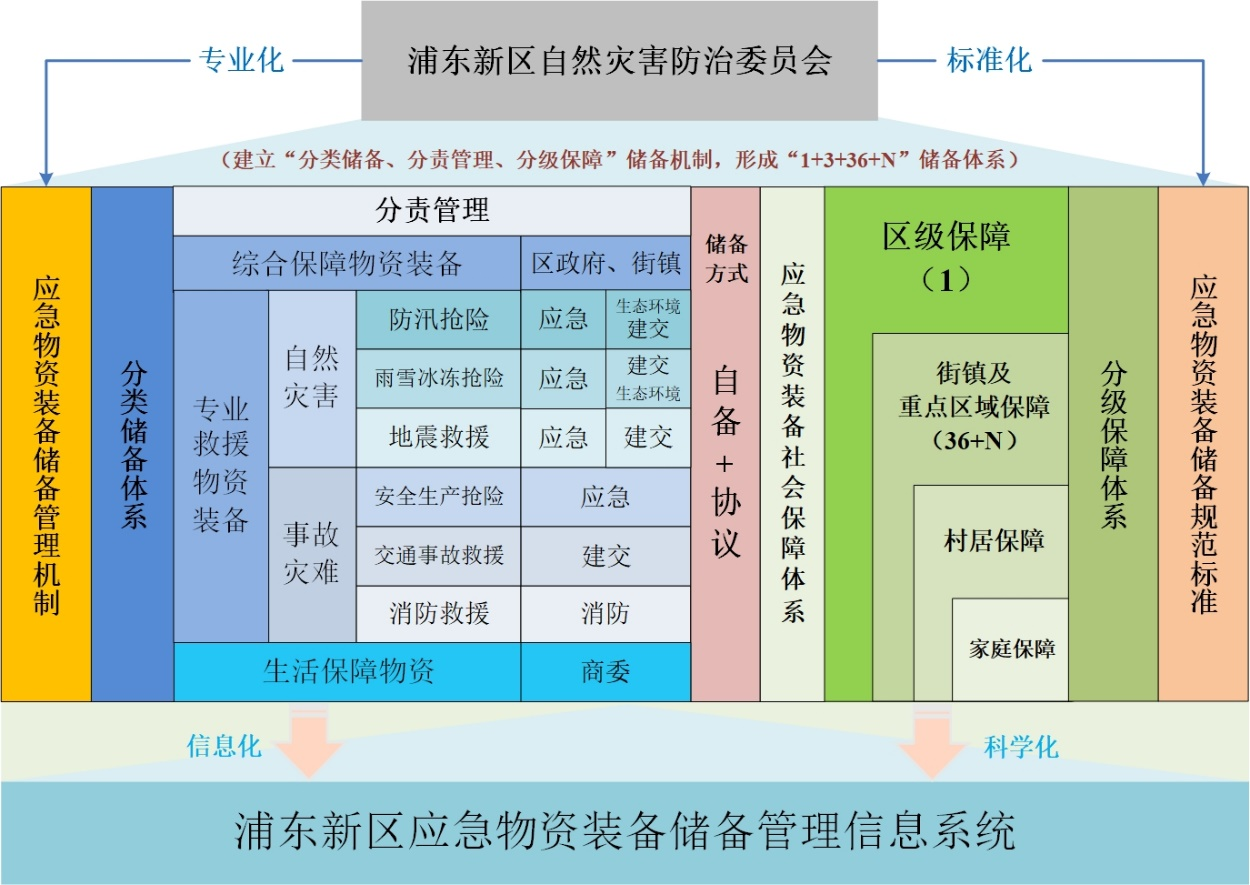 浦东新区自然灾害防治委员会
专业化
标准化
（建立“分类储备、分责管理、分级保障”储备机制，形成“1+3+36+N”储备体系）
应急物资装备储备管理机制
分类储备体系
分责管理
综合保障物资装备
区政府、街镇
专业
救援
物资
装备
自然
灾害
防汛抢险
应急
生态环境
建交
雨雪冰冻抢险
应急
建交
生态环境
地震救援
应急
建交
事故
灾难
安全生产抢险
应急
交通事故救援
建交
消防救援
消防
生活保障物资
商委
储备
方式
自备+协议
应急物资装备社会保障体系
区级保障
（1）
街镇及
重点区域保障
（36+N）
村居保障
家庭保障
分级保障体系
应急物资装备储备规范标准
信息化
科学化
浦东新区应急物资装备储备管理信息系统